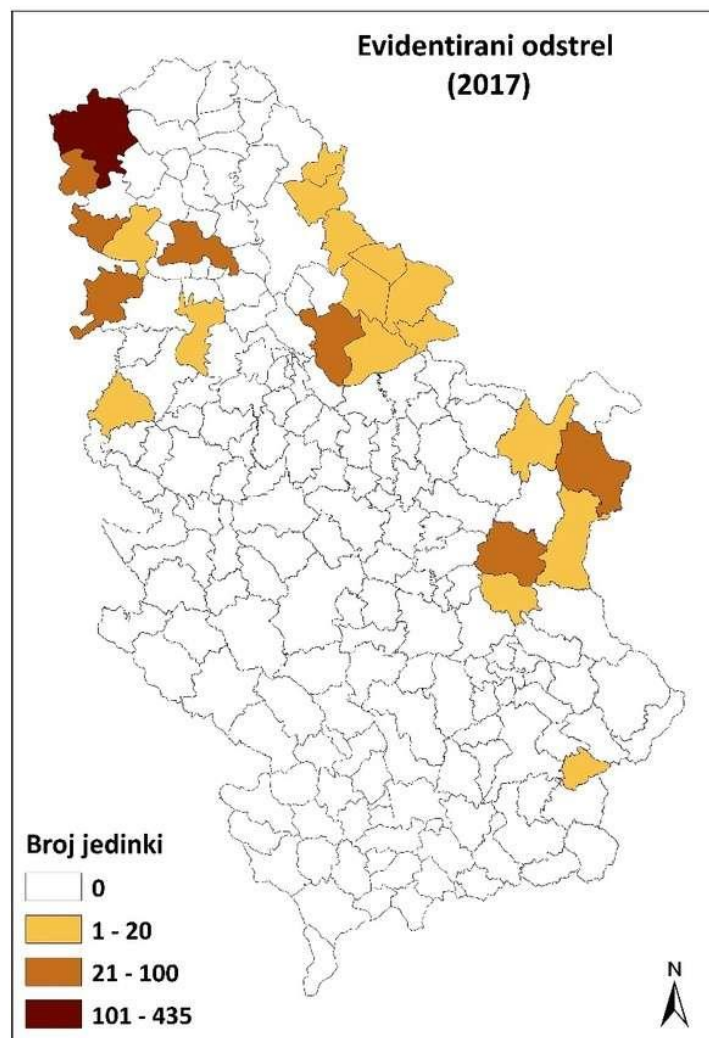 Evidentirani odstrel
(2017)
Broj jedinki
0
1 - 20
21 - 100
101 - 435
N